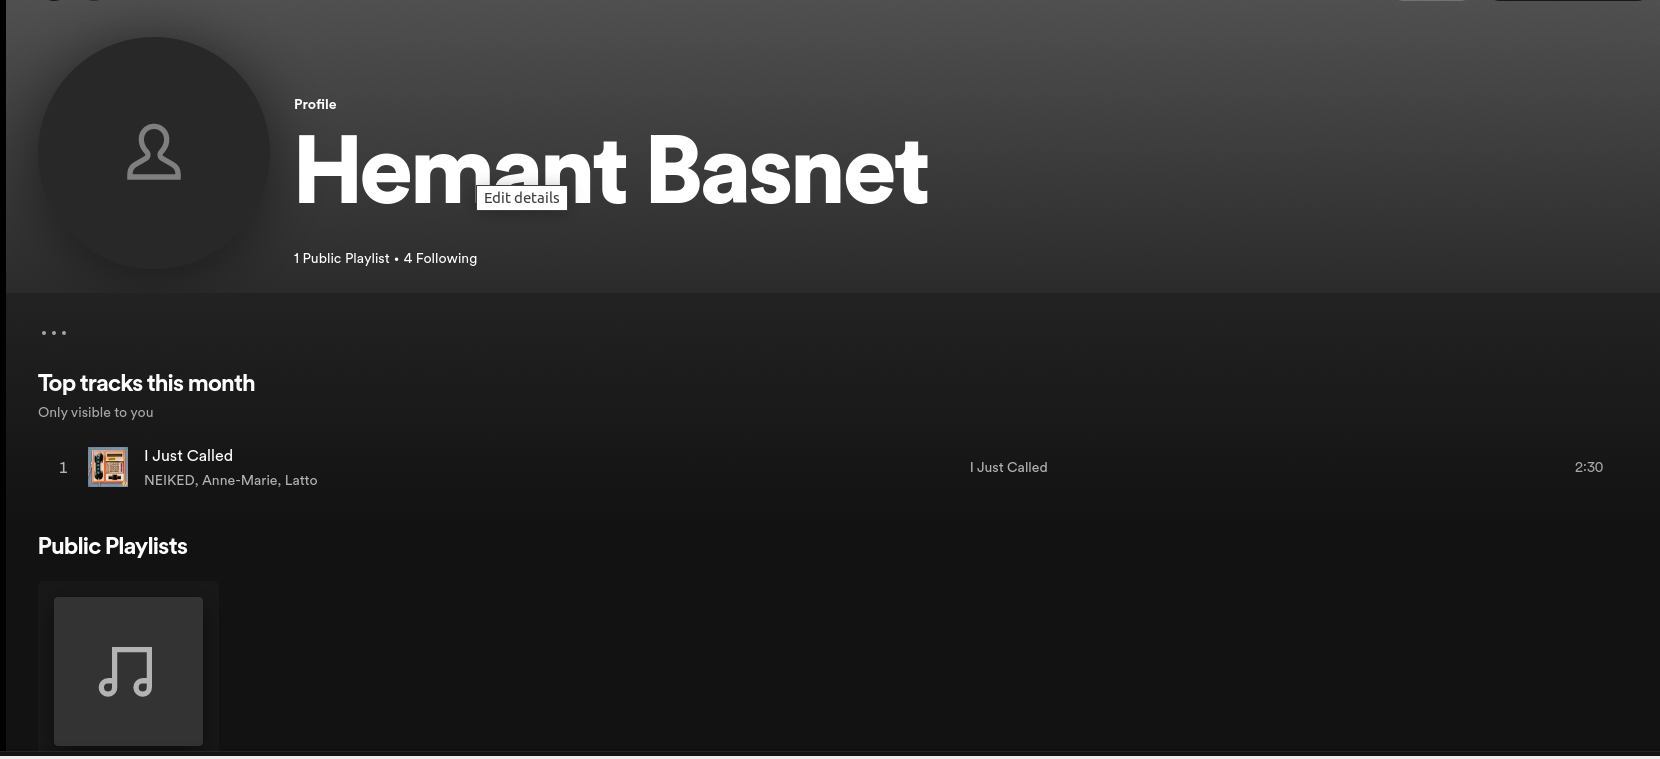 Profile
Hemant Basnet
Edit details
1 Public Playlist • 4 Following
Top tracks this month
Only visible to you
1
I Just Called
NEIKED, Anne-Marie, Latto
I Just Called
2:30
Public Playlists